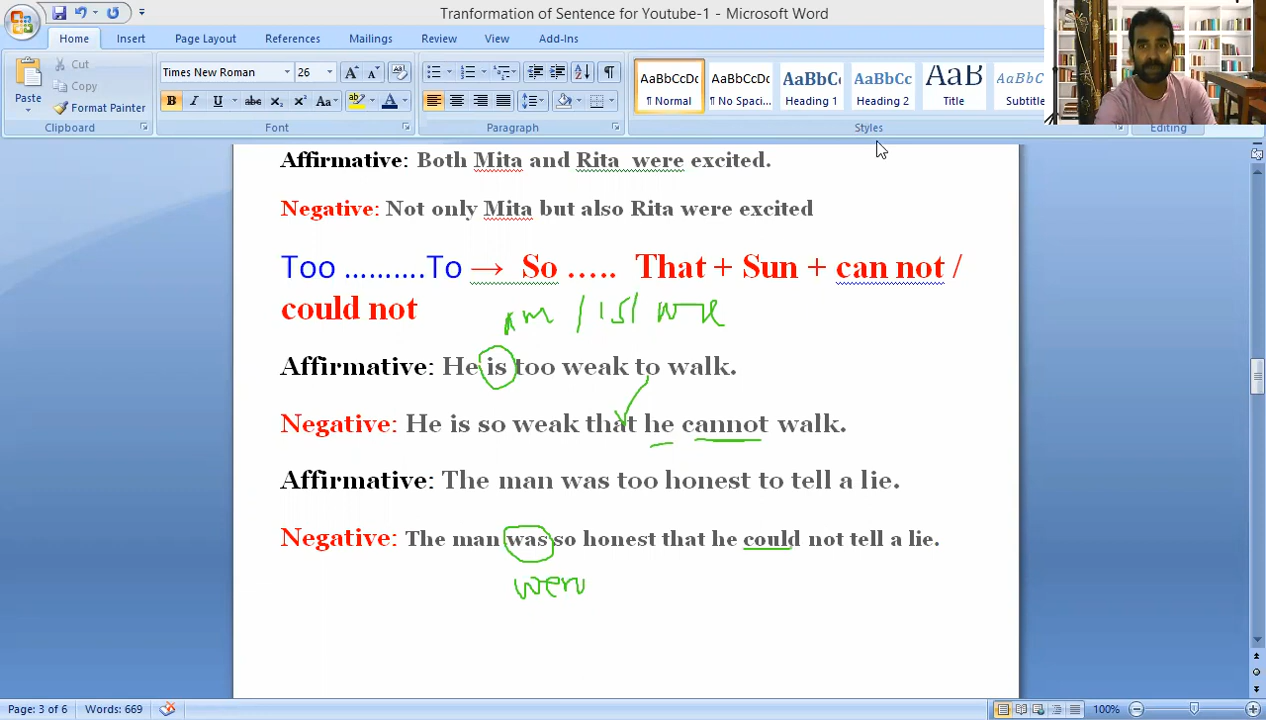 Tranformation of Sentence for Youtube-1 - Microsoft Word
Home Insert Page Layout References Mailings Review View Add-Ins
Cut
Copy
Format Painter
Paste
Times New Roman 26
AaBbCcDc AaBbCcDc AaBbC AaBbCc AaB AaBbCc
¶ Normal ¶ No Spaci... Heading 1 Heading 2 Title Subtitle
Clipboard Font Paragraph Styles Editing
Affirmative: Both Mita and Rita were excited.
Negative: Not only Mita but also Rita were excited
Too ……….To → So ….. That + Sun + can not /
could not
am / is /
Affirmative: He is too weak to walk.
Negative: He is so weak that he cannot walk.
Affirmative: The man was too honest to tell a lie.
Negative: The man was so honest that he could not tell a lie.
were
Page: 3 of 6 Words: 669 100%